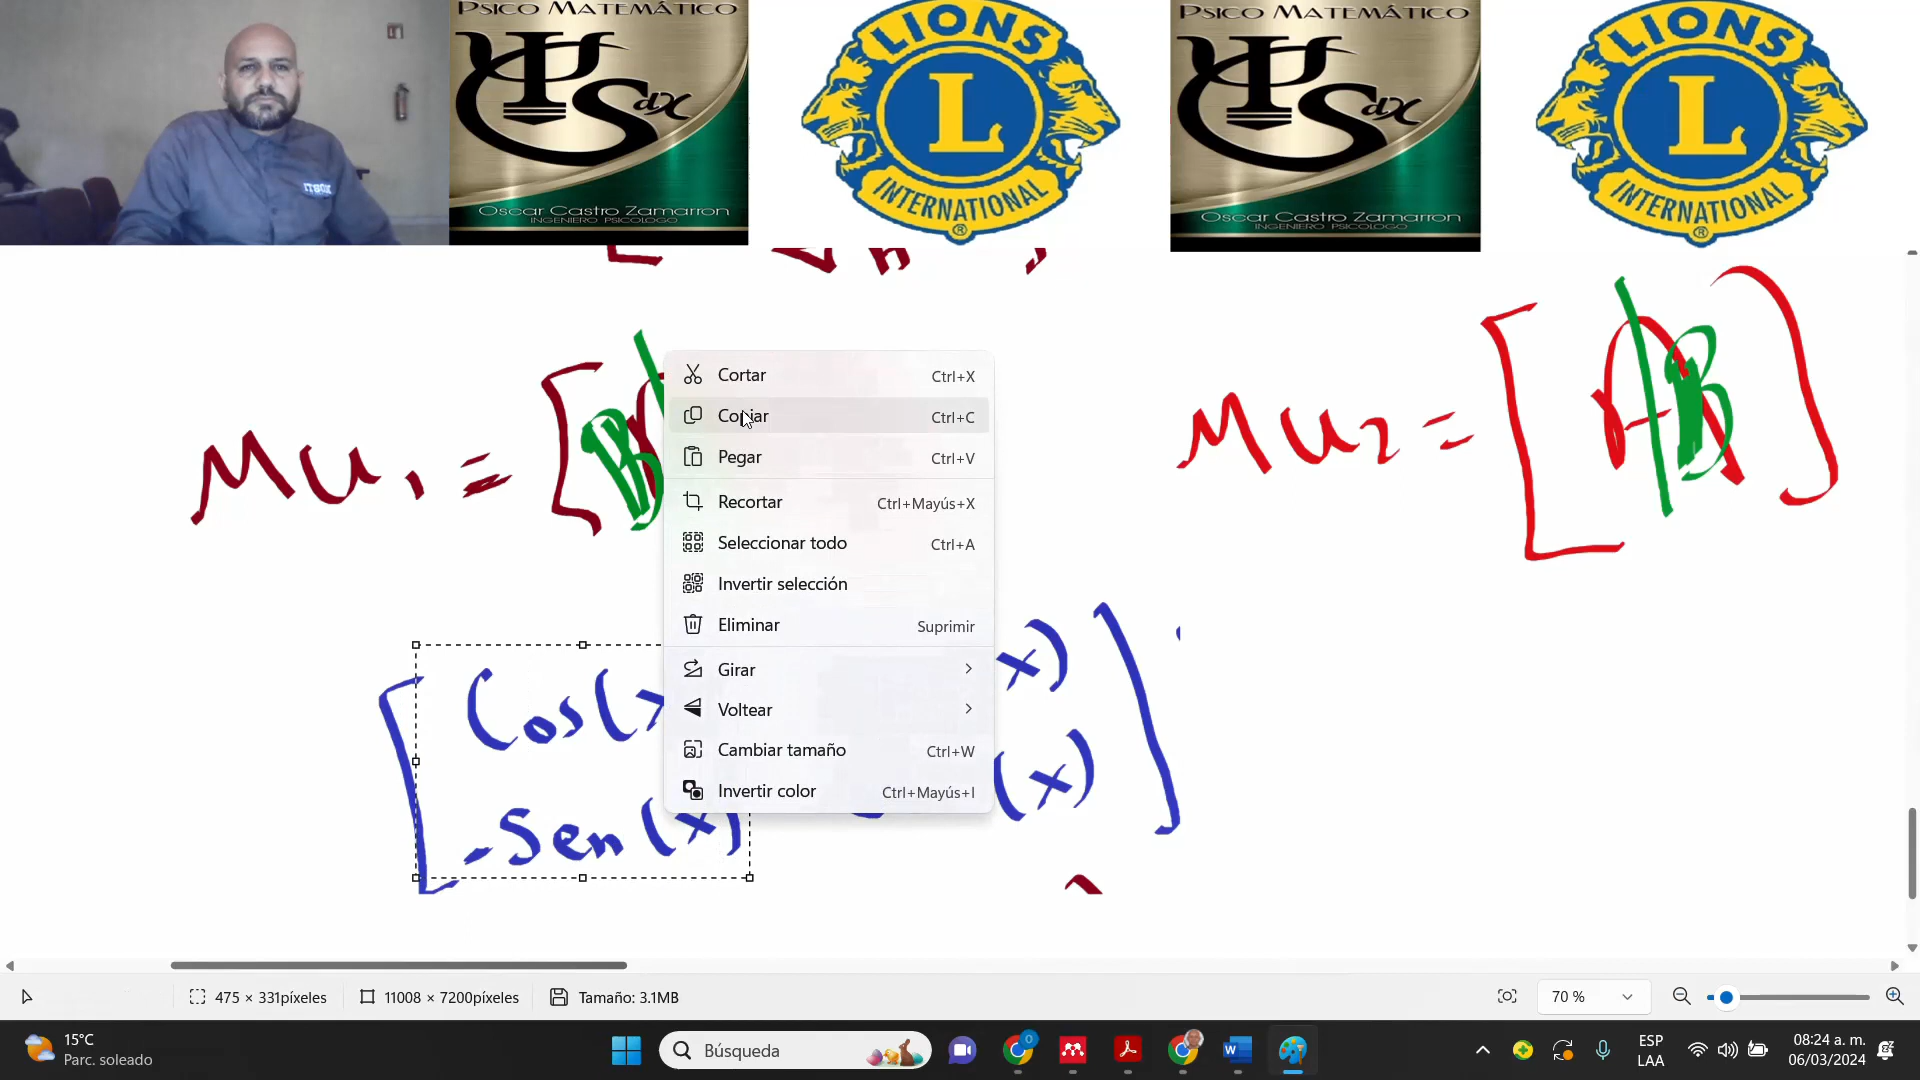 PSICO MATEMÁTICO
dx
Oscar Castro Zamarron
INGENIERO PSICOLOGO
LIONS
L
INTERNATIONAL
®
PSICO MATEMÁTICO
dx
Oscar Castro Zamarron
INGENIERO PSICOLOGO
LIONS
L
INTERNATIONAL
®
ITBOX
Mu1 = [B
Mu2 = [A B]
Cortar Ctrl+X
Copiar Ctrl+C
Pegar Ctrl+V
Recortar Ctrl+Mayús+X
Seleccionar todo Ctrl+A
Invertir selección
Eliminar Suprimir
Girar
Voltear
Cambiar tamaño Ctrl+W
Invertir color Ctrl+Mayús+I
[Cos(x x)]
-Sen(x) (x)
475 × 331píxeles 11008 × 7200píxeles Tamaño: 3.1MB 70 %
15°C
Parc. soleado
Búsqueda
ESP
LAA
08:24 a. m.
06/03/2024